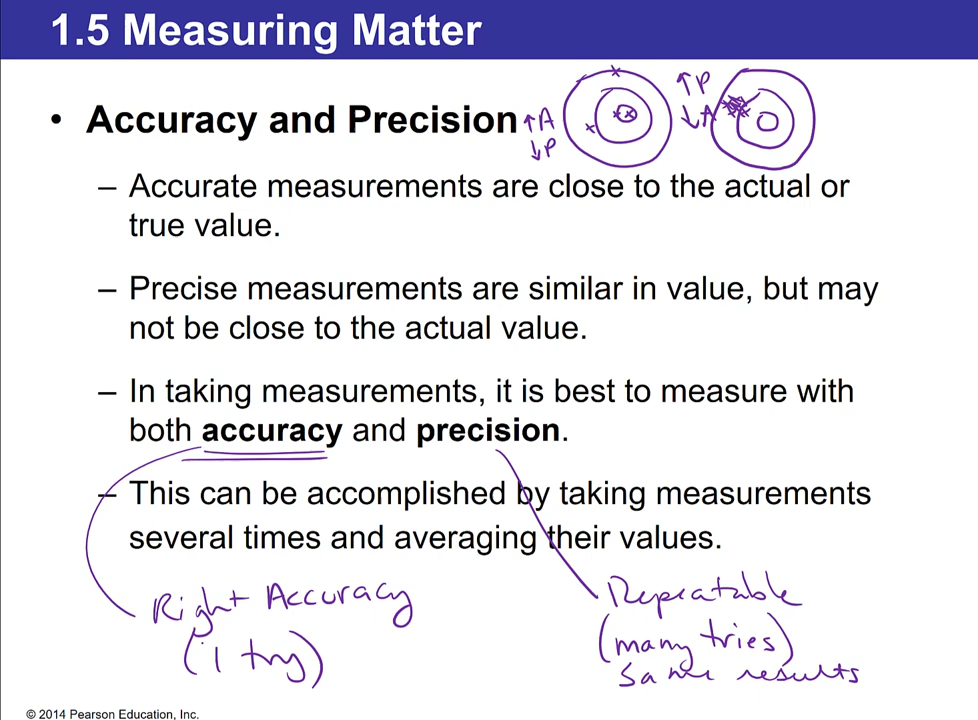 1.5 Measuring Matter
• Accuracy and Precision
↑A
↓P
↑P
↓A
– Accurate measurements are close to the actual or
true value.
– Precise measurements are similar in value, but may
not be close to the actual value.
– In taking measurements, it is best to measure with
both accuracy and precision.
– This can be accomplished by taking measurements
several times and averaging their values.
Right Accuracy
(1 try)
Repeatable
(many tries)
same results
© 2014 Pearson Education, Inc.